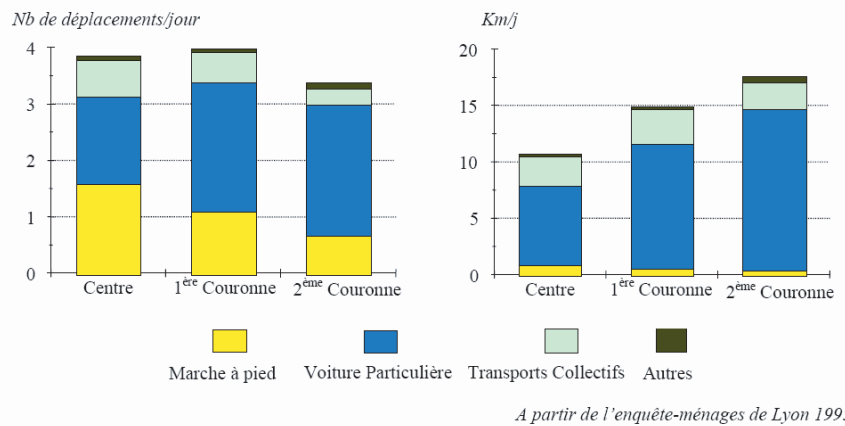 Nb de déplacements/jour
4
3
2
1
0
Centre
1ère Couronne
2ème Couronne
Km/j
20
15
10
5
0
Centre
1ère Couronne
2ème Couronne
Marche à pied
Voiture Particulière
Transports Collectifs
Autres
A partir de l'enquête-ménages de Lyon